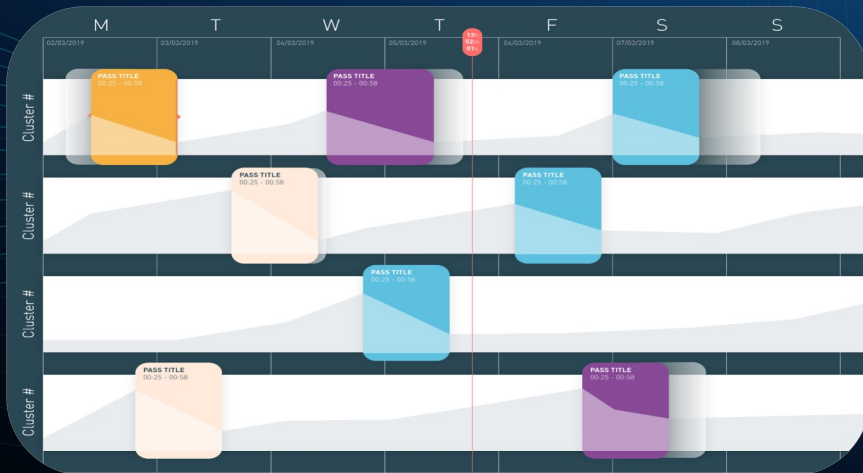 M T W T F S S
02/03/2019 03/03/2019 04/03/2019 05/03/2019 06/03/2019 07/03/2019 08/03/2019
13h
52m
01s
Cluster #
PASS TITLE
00:25 - 00:58
PASS TITLE
00:25 - 00:58
PASS TITLE
00:25 - 00:58
Cluster #
PASS TITLE
00:25 - 00:58
PASS TITLE
00:25 - 00:58
Cluster #
PASS TITLE
00:25 - 00:58
Cluster #
PASS TITLE
00:25 - 00:58
PASS TITLE
00:25 - 00:58